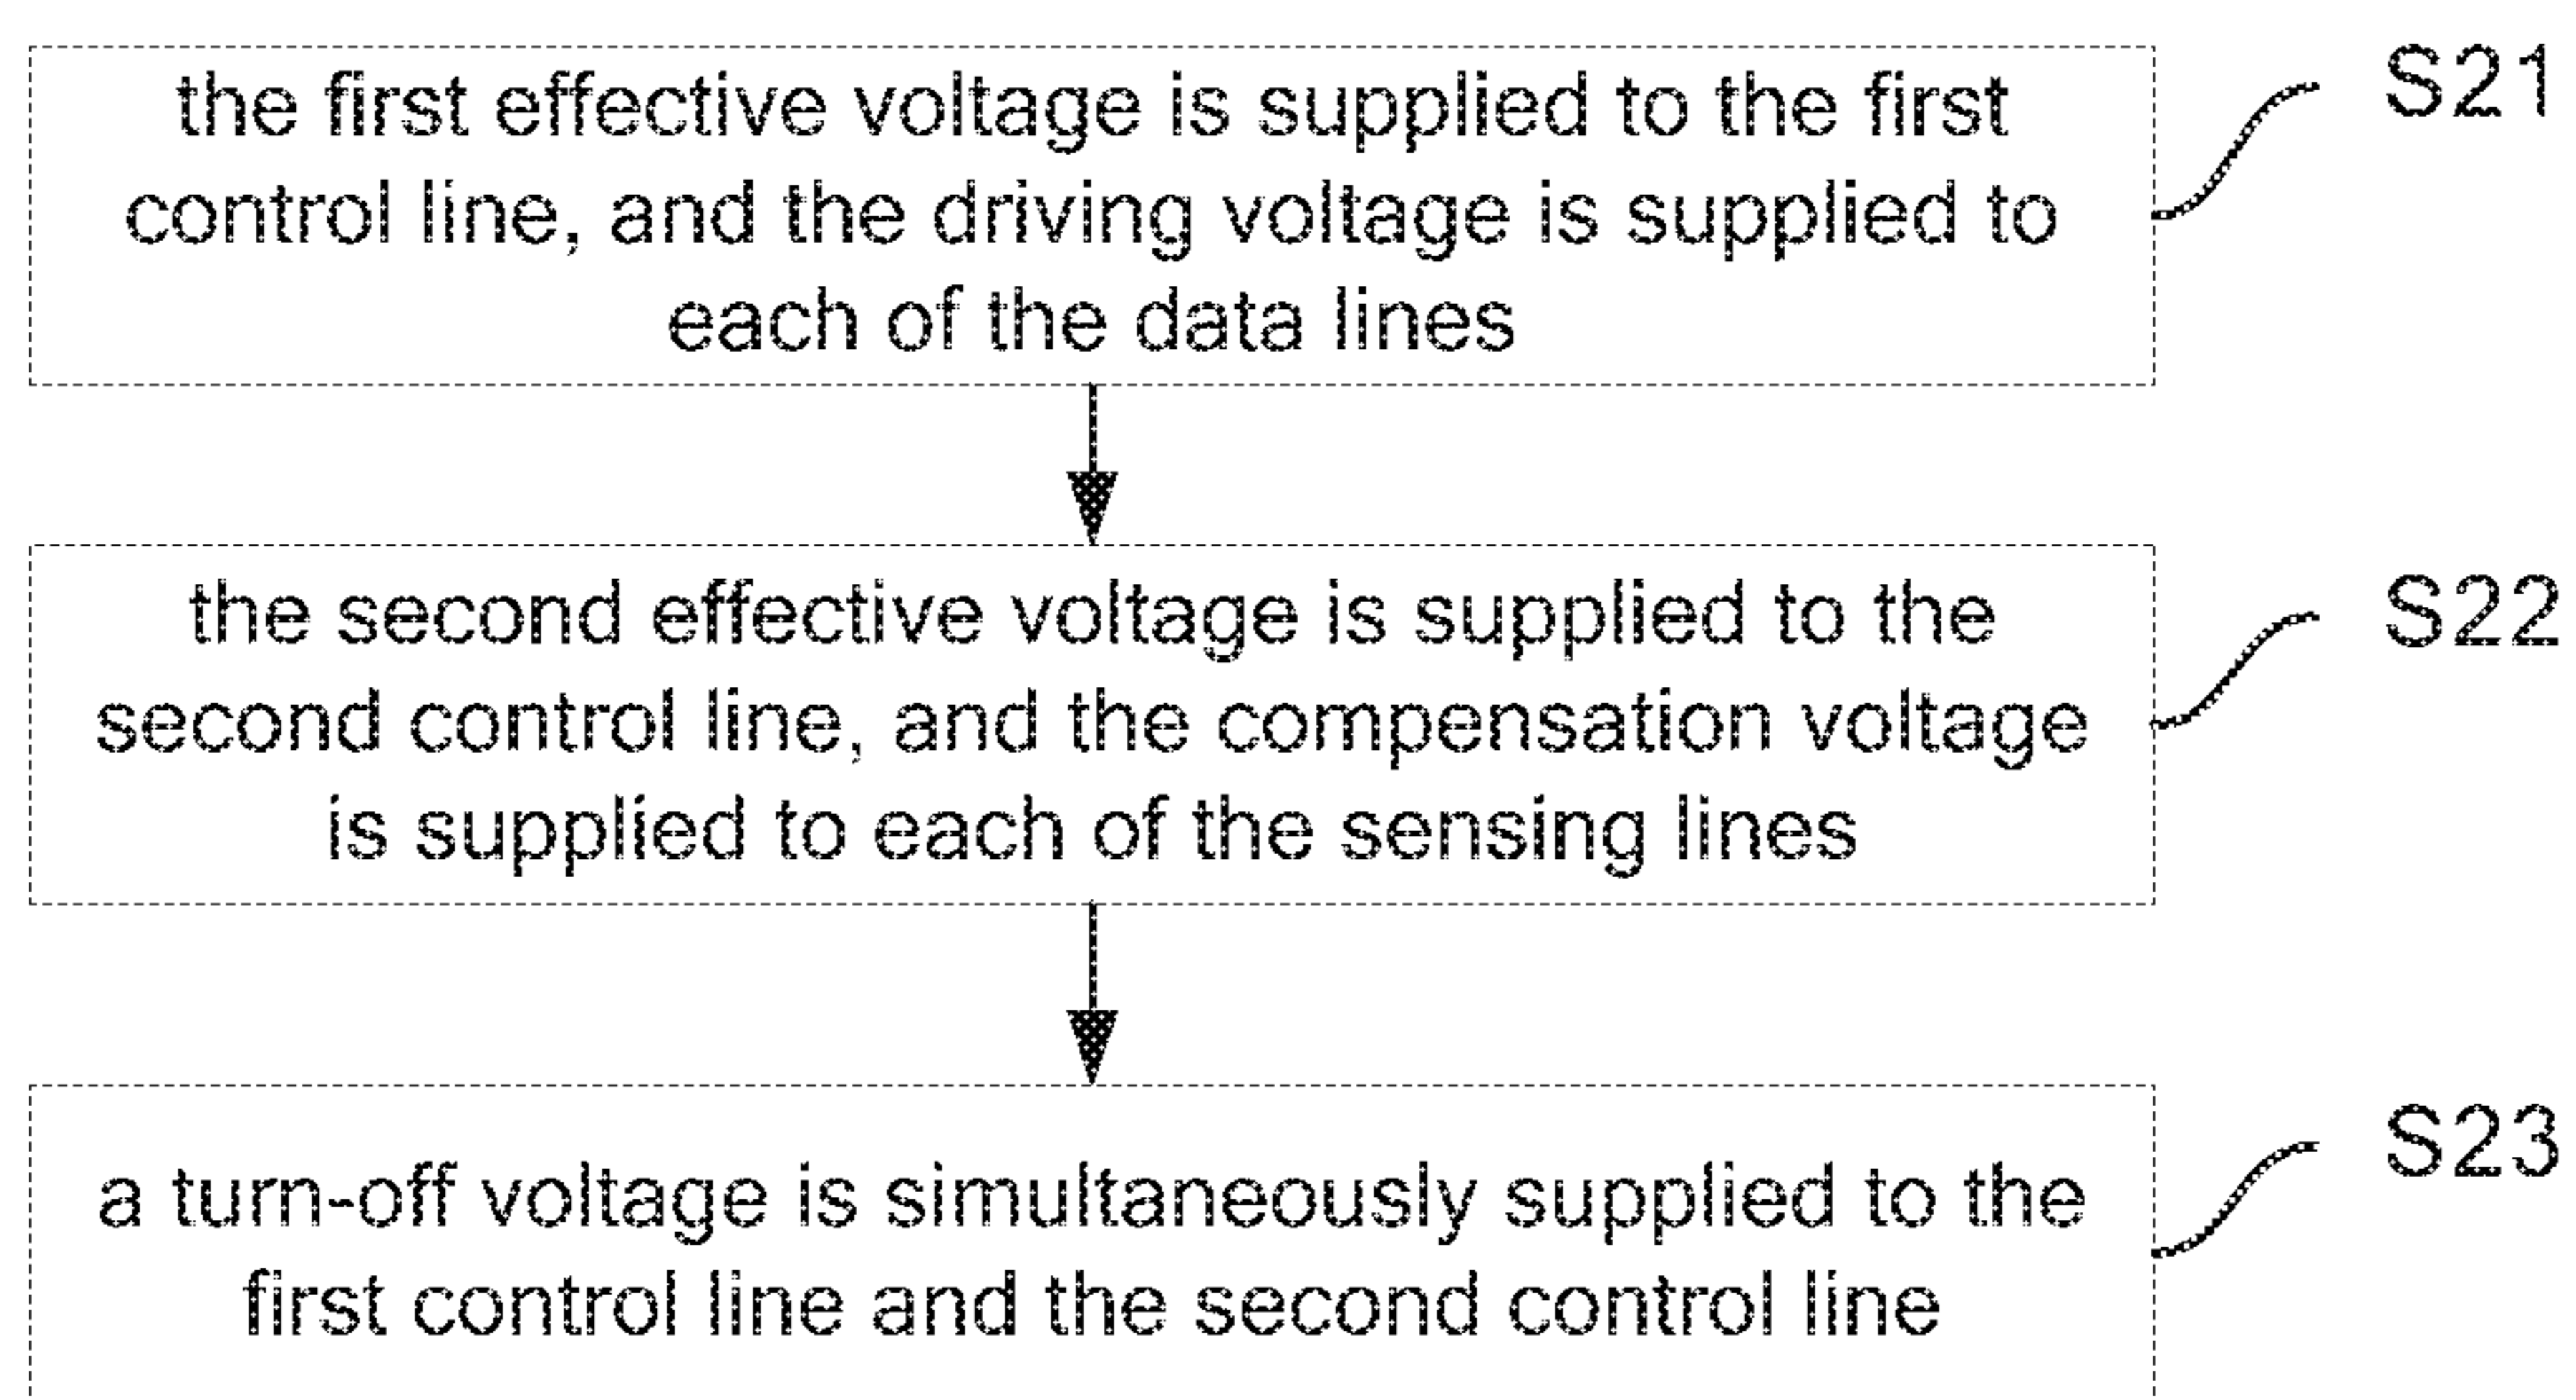 the first effective voltage is supplied to the first
control line, and the driving voltage is supplied to
each of the data lines
S21
the second effective voltage is supplied to the
second control line, and the compensation voltage
is supplied to each of the sensing lines
S22
a turn-off voltage is simultaneously supplied to the
first control line and the second control line
S23